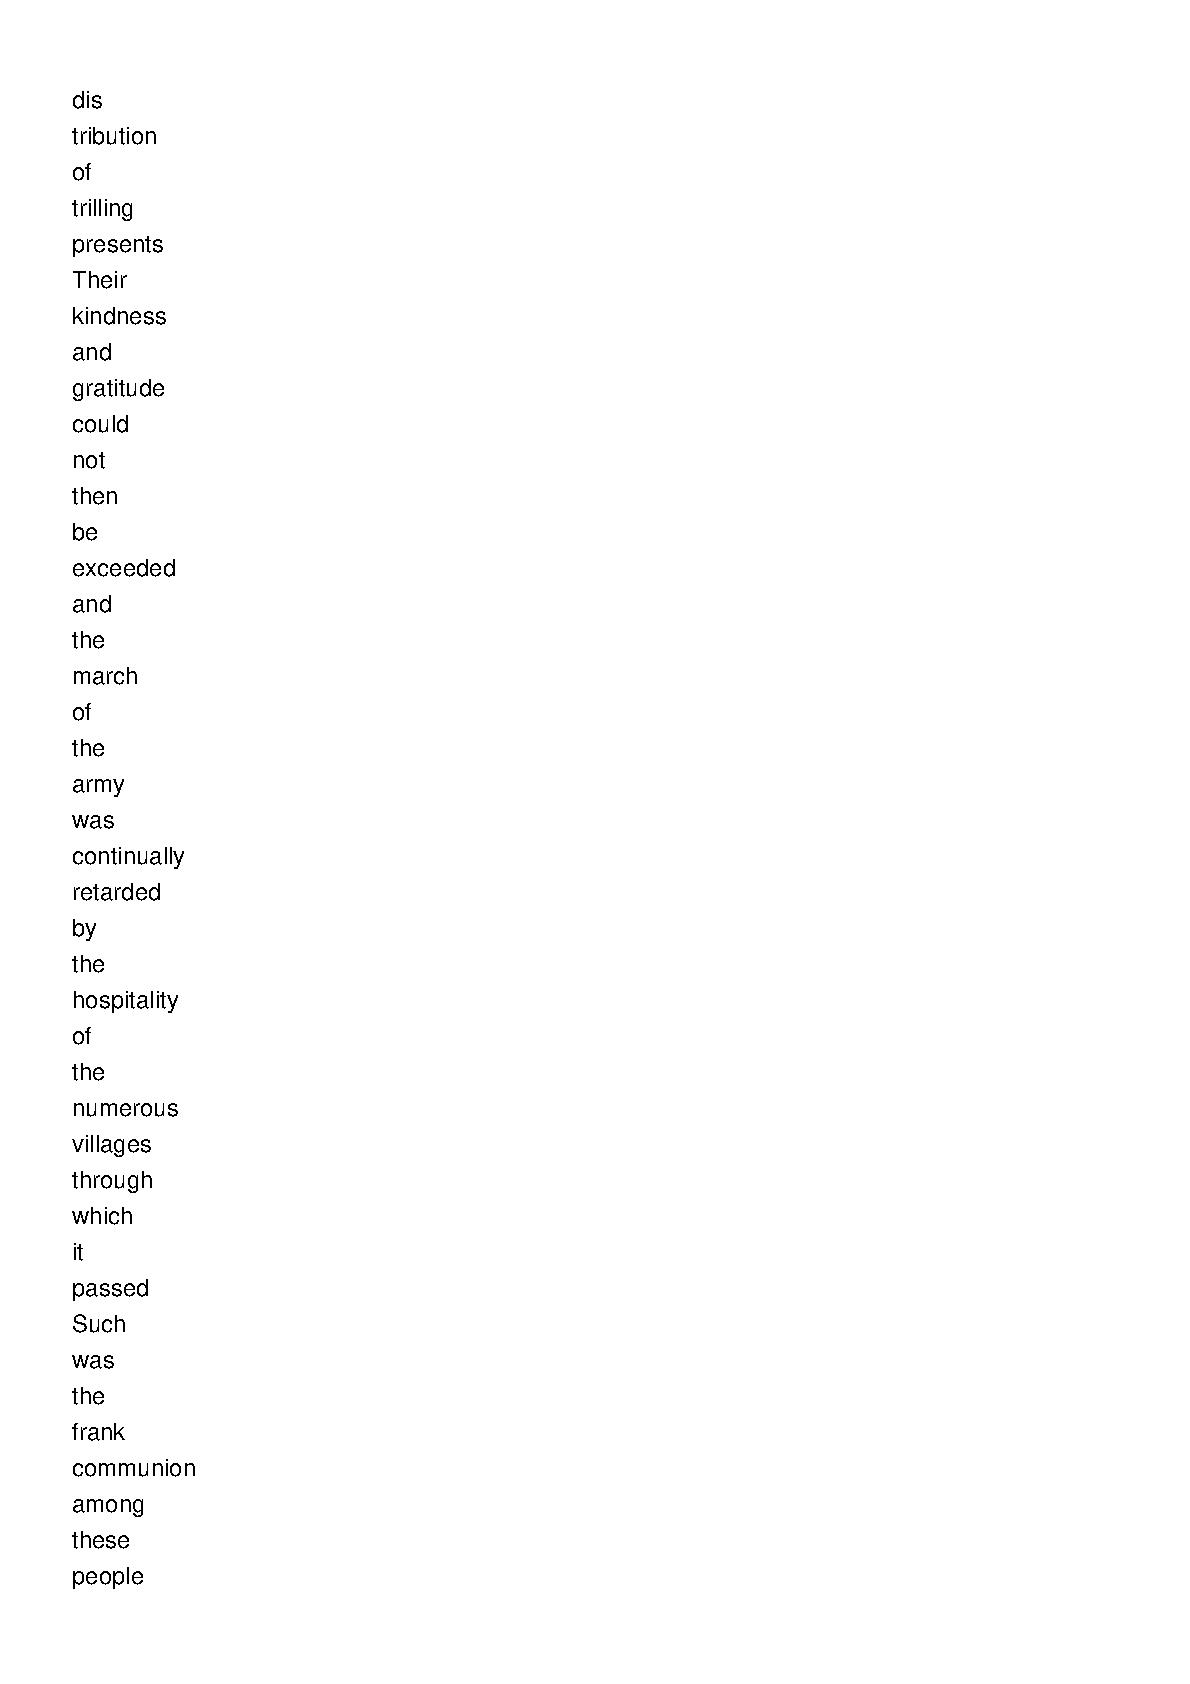 dis
tribution
of
trilling
presents
Their
kindness
and
gratitude
could
not
then
be
exceeded
and
the
march
of
the
army
was
continually
retarded
by
the
hospitality
of
the
numerous
villages
through
which
it
passed
Such
was
the
frank
communion
among
these
people